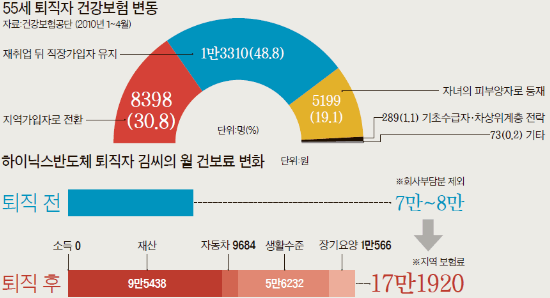 55세 퇴직자 건강보험 변동
자료:건강보험공단 (2010년 1~4월)
재취업 뒤 직장가입자 유지
1만3310(48.8)
8398
(30.8)
지역가입자로 전환
5199
(19.1)
자녀의 피부양자로 등재
289(1.1) 기초수급자·차상위계층 전락
73(0.2) 기타
단위:명(%)
하이닉스반도체 퇴직자 김씨의 월 건보료 변화
단위:원
퇴직 전
※회사부담분 제외
7만~8만
소득 0
재산
자동차 9684
생활수준
장기요양 1만566
퇴직 후
9만5438
5만6232
※지역 보험료
17만1920